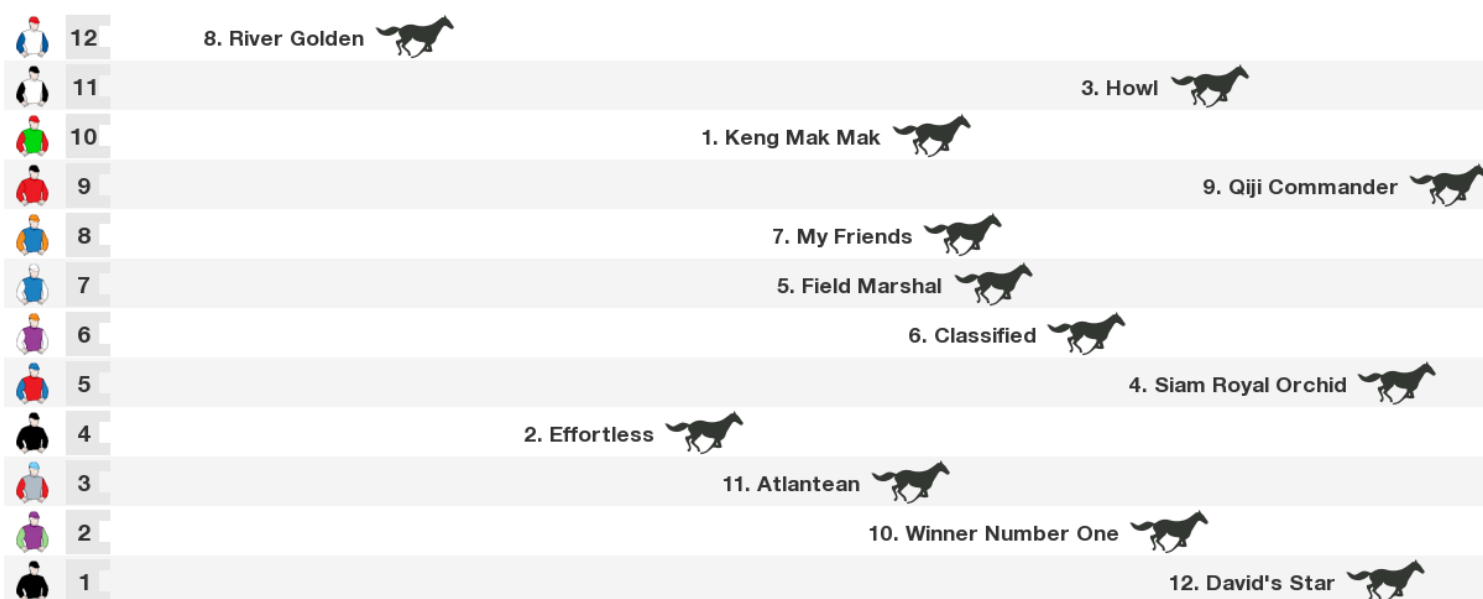 12 8. River Golden
11 3. Howl
10 1. Keng Mak Mak
9 9. Qiji Commander
8 7. My Friends
7 5. Field Marshal
6 6. Classified
5 4. Siam Royal Orchid
4 2. Effortless
3 11. Atlantean
2 10. Winner Number One
1 12. David's Star